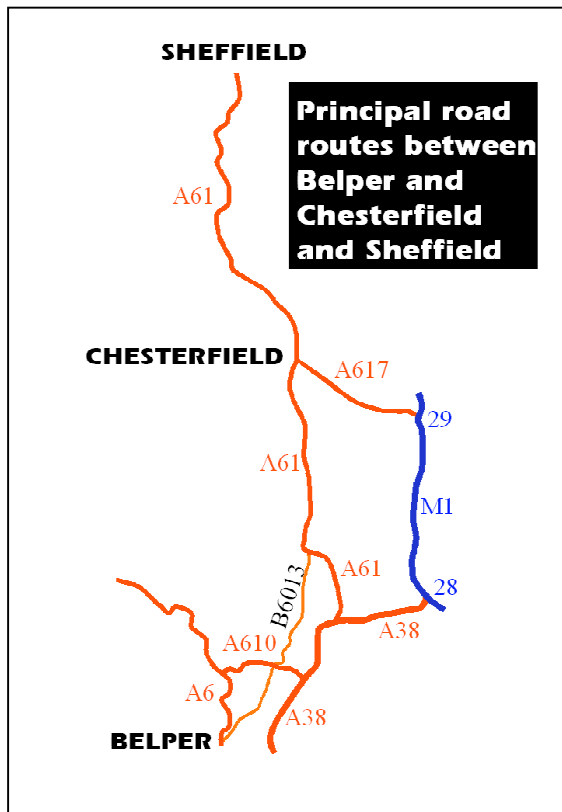 SHEFFIELD
Principal road
routes between
Belper and
Chesterfield
and Sheffield
A61
CHESTERFIELD
A617
29
A61
M1
B6013
A61
28
A38
A610
A6
A38
BELPER